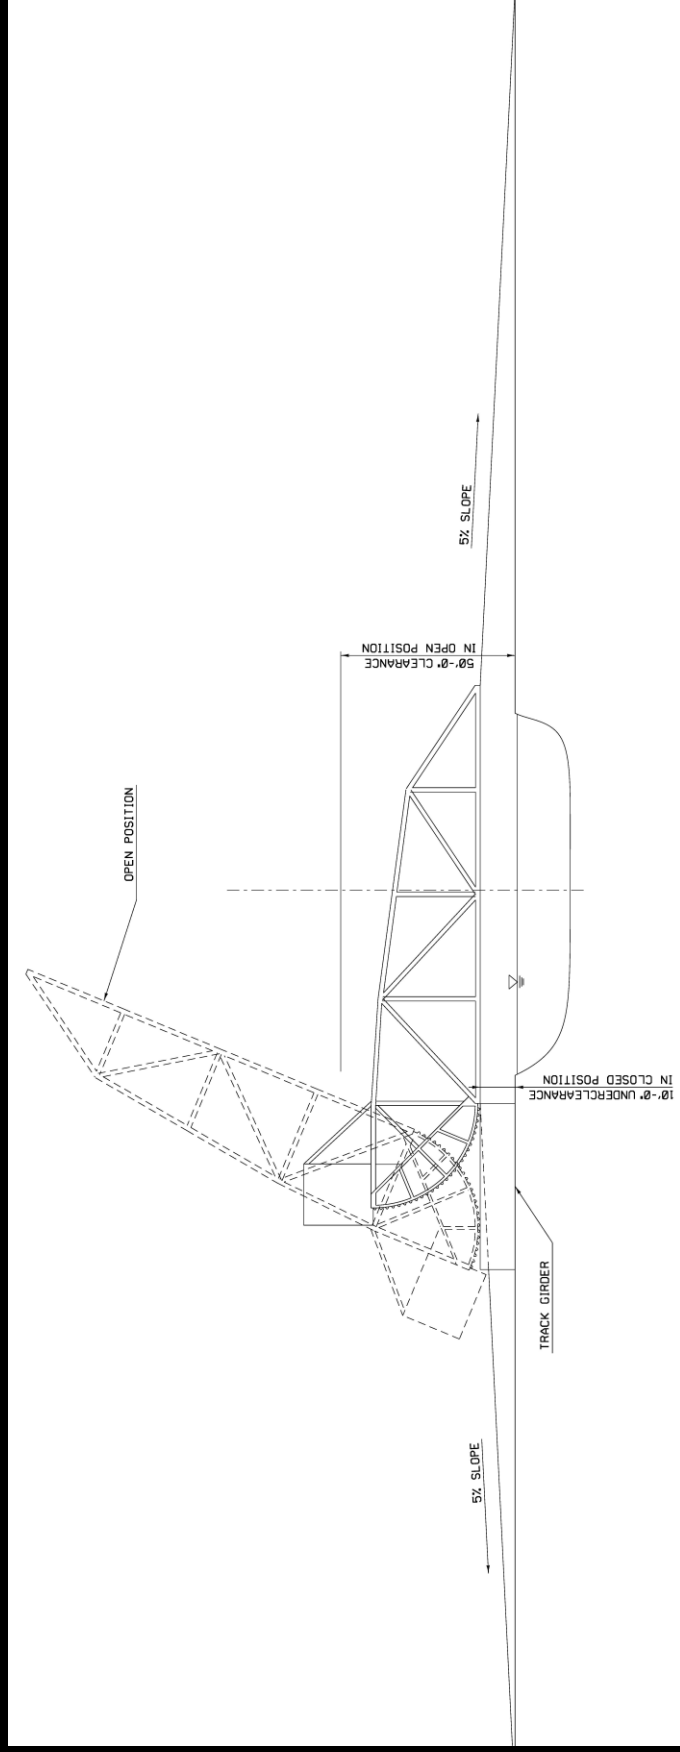 5% SLOPE
50'-0" CLEARANCE
IN OPEN POSITION
OPEN POSITION
10'-0" UNDERCLEARANCE
IN CLOSED POSITION
TRACK GIRDER
5% SLOPE